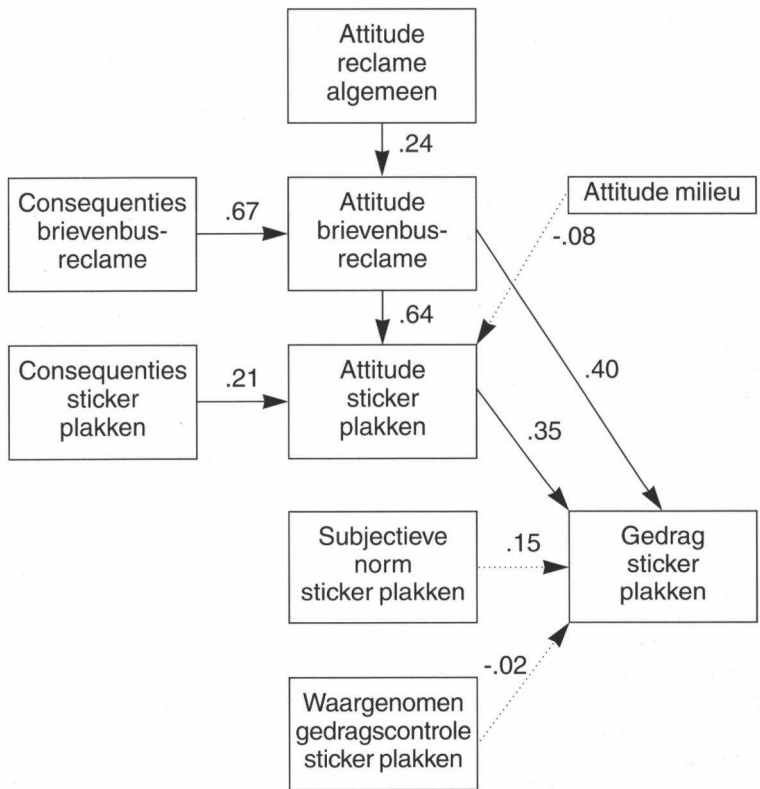 Attitude
reclame
algemeen
.24
Consequenties
brievenbus-
reclame
.67
Attitude
brievenbus-
reclame
Attitude milieu
-.08
.64
Consequenties
sticker
plakken
.21
Attitude
sticker
plakken
.40
.35
Subjectieve
norm
sticker plakken
.15
Gedrag
sticker
plakken
-.02
Waargenomen
gedragscontrole
sticker plakken